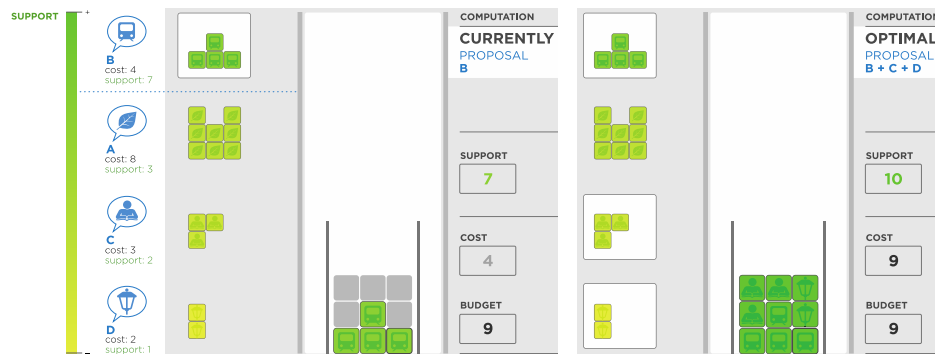 SUPPORT
+
B
cost: 4
support: 7
A
cost: 8
support: 3
C
cost: 3
support: 2
D
cost: 2
support: 1
-
COMPUTATION
CURRENTLY
PROPOSAL
B
SUPPORT
7
COST
4
BUDGET
9
COMPUTATION
OPTIMAL
PROPOSAL
B + C + D
SUPPORT
10
COST
9
BUDGET
9